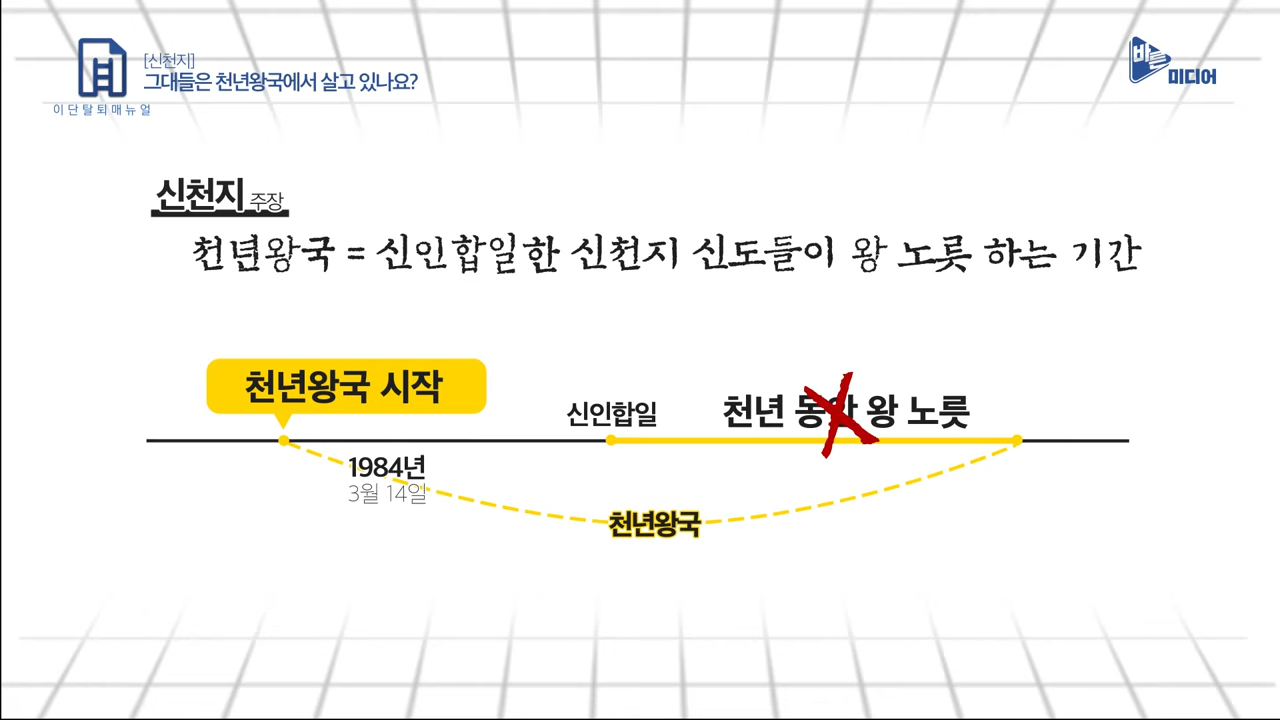 [신천지]
그대들은 천년왕국에서 살고 있나요?
이단탈퇴매뉴얼
바른
미디어
신천지 주장
천년왕국 = 신인합일한 신천지 신도들이 왕 노릇 하는 기간
천년왕국 시작
신인합일
천년 동안 왕 노릇
1984년
3월 14일
천년왕국